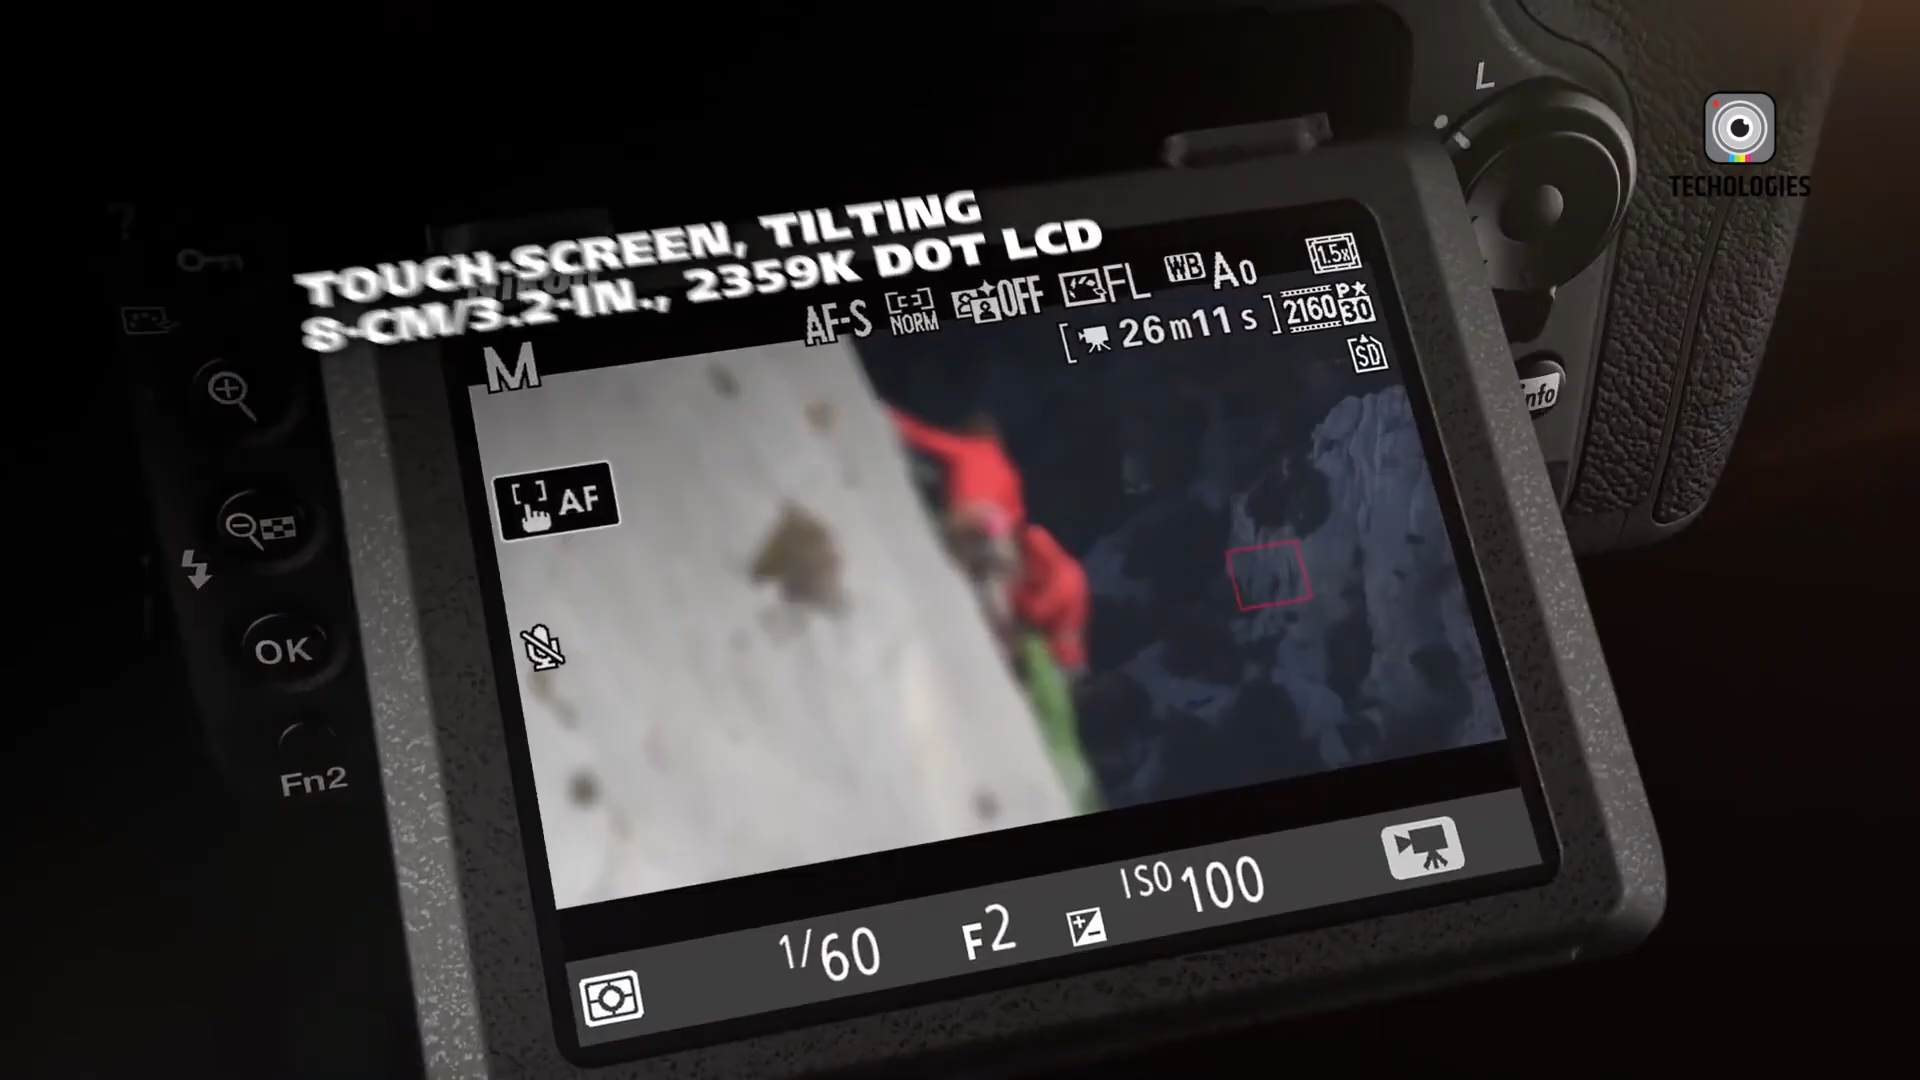 L
TECHOLOGIES
?
TOUCH-SCREEN, TILTING
8-CM/3.2-IN., 2359K DOT LCD
AF-S
NORM
OFF
FL
WB A0
1.5x
[ 26m11s ]
2160 P★ 30
SD
M
info
AF
OK
Fn2
1/60
F2
ISO 100